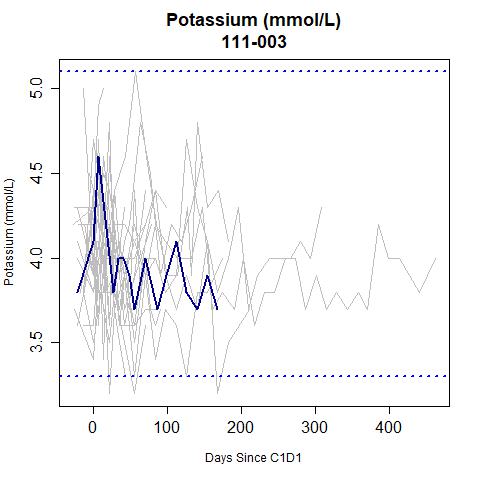 Potassium (mmol/L)
111-003
Potassium (mmol/L)
5.0
4.5
4.0
3.5
0 100 200 300 400
Days Since C1D1